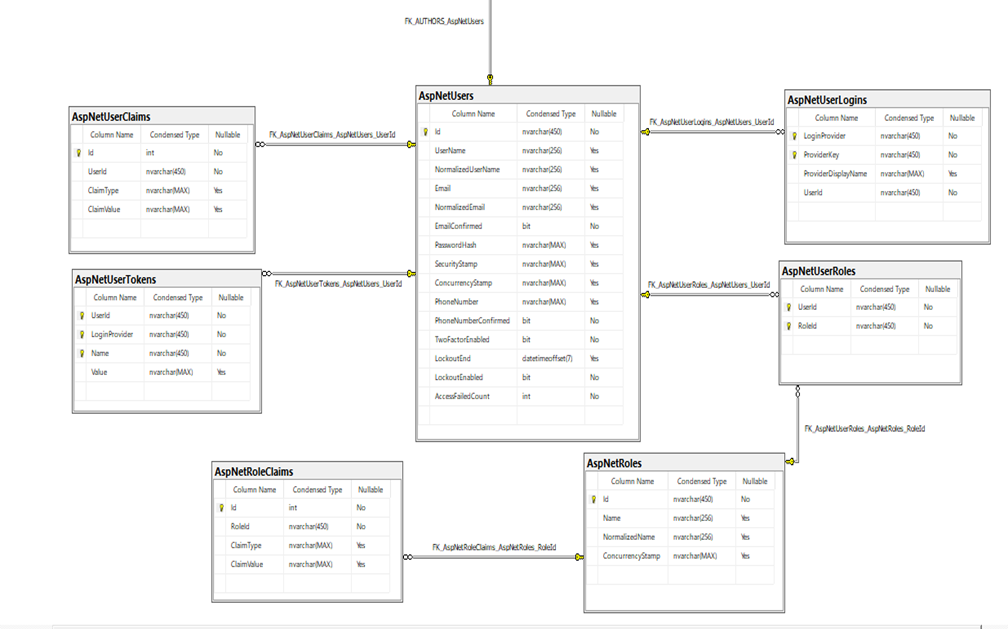 FK_AUTHORS_AspNetUsers
AspNetUsers
Column Name Condensed Type Nullable
Id nvarchar(450) No
UserName nvarchar(256) Yes
NormalizedUserName nvarchar(256) Yes
Email nvarchar(256) Yes
NormalizedEmail nvarchar(256) Yes
EmailConfirmed bit No
PasswordHash nvarchar(MAX) Yes
SecurityStamp nvarchar(MAX) Yes
ConcurrencyStamp nvarchar(MAX) Yes
PhoneNumber nvarchar(MAX) Yes
PhoneNumberConfirmed bit No
TwoFactorEnabled bit No
LockoutEnd datetimeoffset(7) Yes
LockoutEnabled bit No
AccessFailedCount int No
AspNetUserClaims
Column Name Condensed Type Nullable
Id int No
UserId nvarchar(450) No
ClaimType nvarchar(MAX) Yes
ClaimValue nvarchar(MAX) Yes
FK_AspNetUserClaims_AspNetUsers_UserId
AspNetUserLogins
Column Name Condensed Type Nullable
LoginProvider nvarchar(450) No
ProviderKey nvarchar(450) No
ProviderDisplayName nvarchar(MAX) Yes
UserId nvarchar(450) No
FK_AspNetUserLogins_AspNetUsers_UserId
AspNetUserTokens
Column Name Condensed Type Nullable
UserId nvarchar(450) No
LoginProvider nvarchar(450) No
Name nvarchar(450) No
Value nvarchar(MAX) Yes
FK_AspNetUserTokens_AspNetUsers_UserId
AspNetUserRoles
Column Name Condensed Type Nullable
UserId nvarchar(450) No
RoleId nvarchar(450) No
FK_AspNetUserRoles_AspNetUsers_UserId
FK_AspNetUserRoles_AspNetRoles_RoleId
AspNetRoleClaims
Column Name Condensed Type Nullable
Id int No
RoleId nvarchar(450) No
ClaimType nvarchar(MAX) Yes
ClaimValue nvarchar(MAX) Yes
FK_AspNetRoleClaims_AspNetRoles_RoleId
AspNetRoles
Column Name Condensed Type Nullable
Id nvarchar(450) No
Name nvarchar(256) Yes
NormalizedName nvarchar(256) Yes
ConcurrencyStamp nvarchar(MAX) Yes